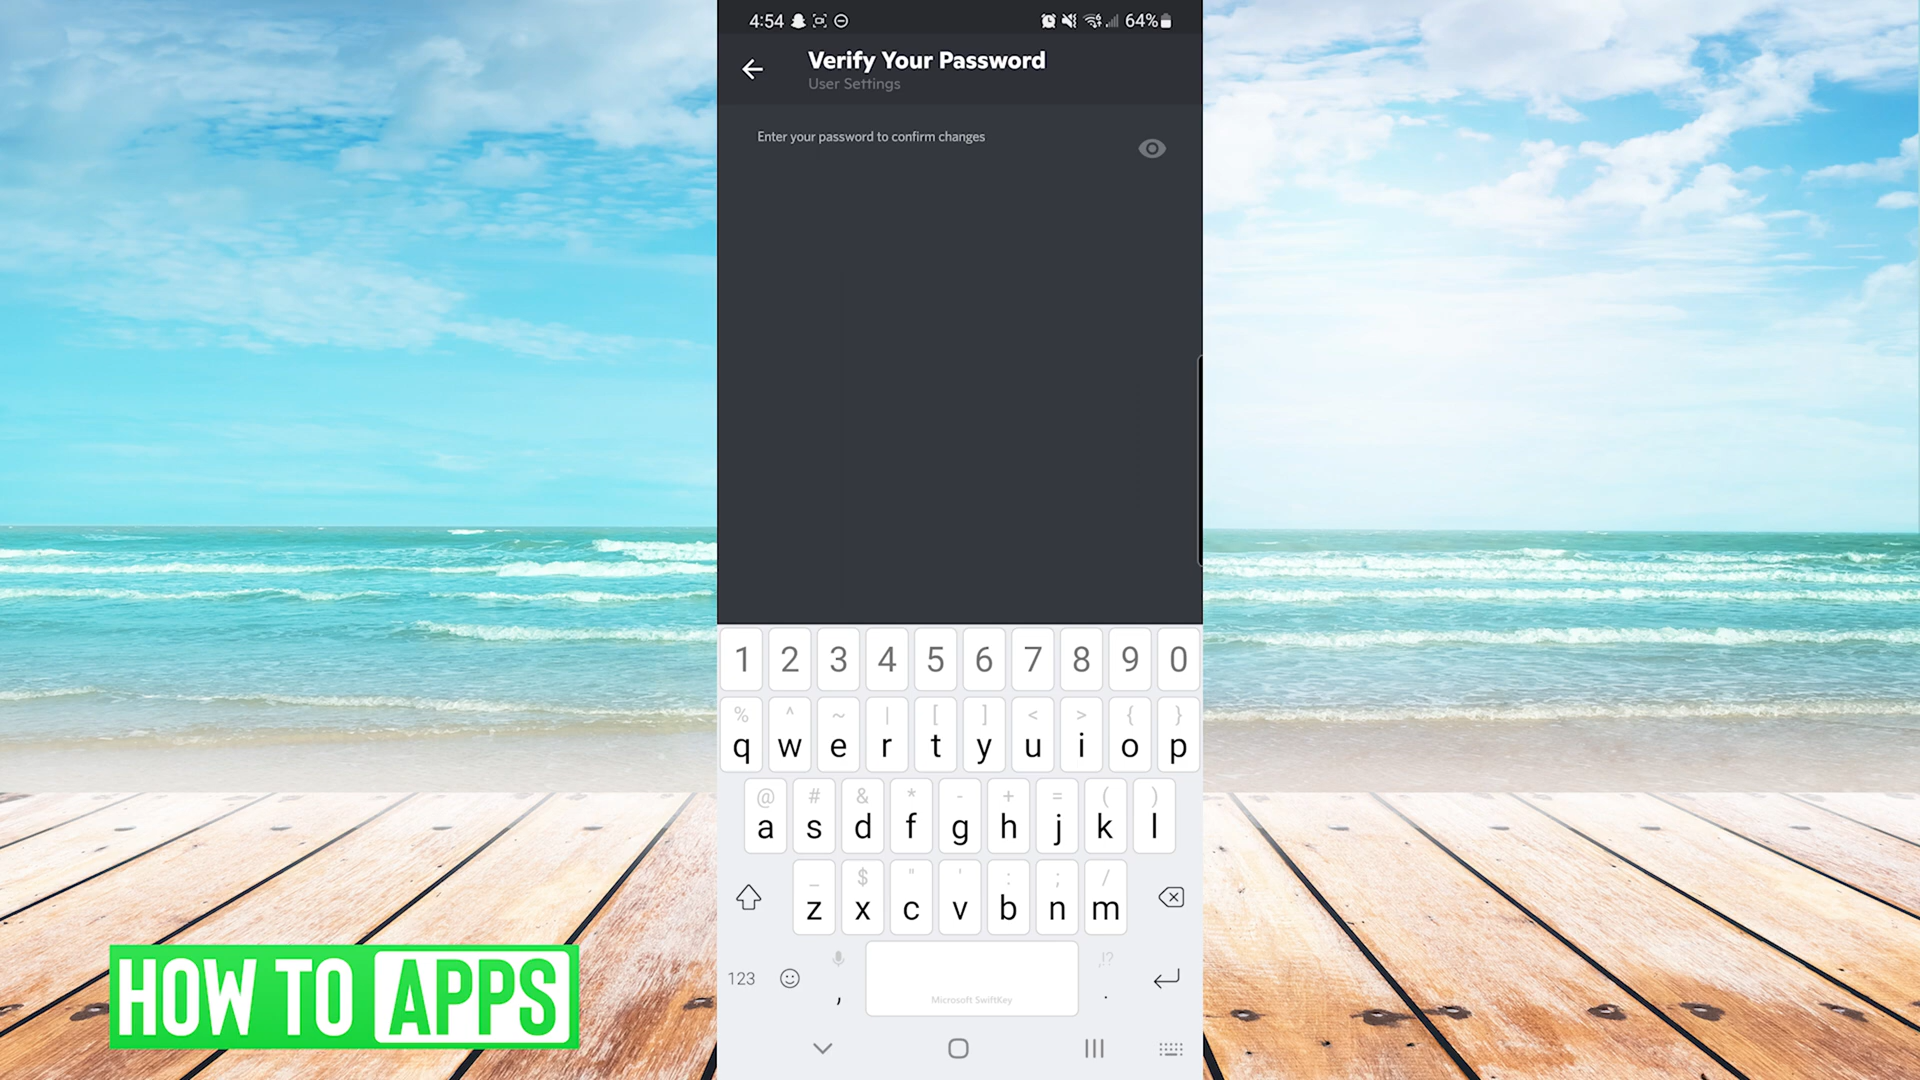 4:54 64%
Verify Your Password
User Settings
Enter your password to confirm changes
1 2 3 4 5 6 7 8 9 0
% ^ ~ | [ ] < > { }
q w e r t y u i o p
@ # & * - + = ( )
a s d f g h j k l
_ $ " ' : ; /
z x c v b n m
!?
123 , .
Microsoft SwiftKey
HOW TO APPS